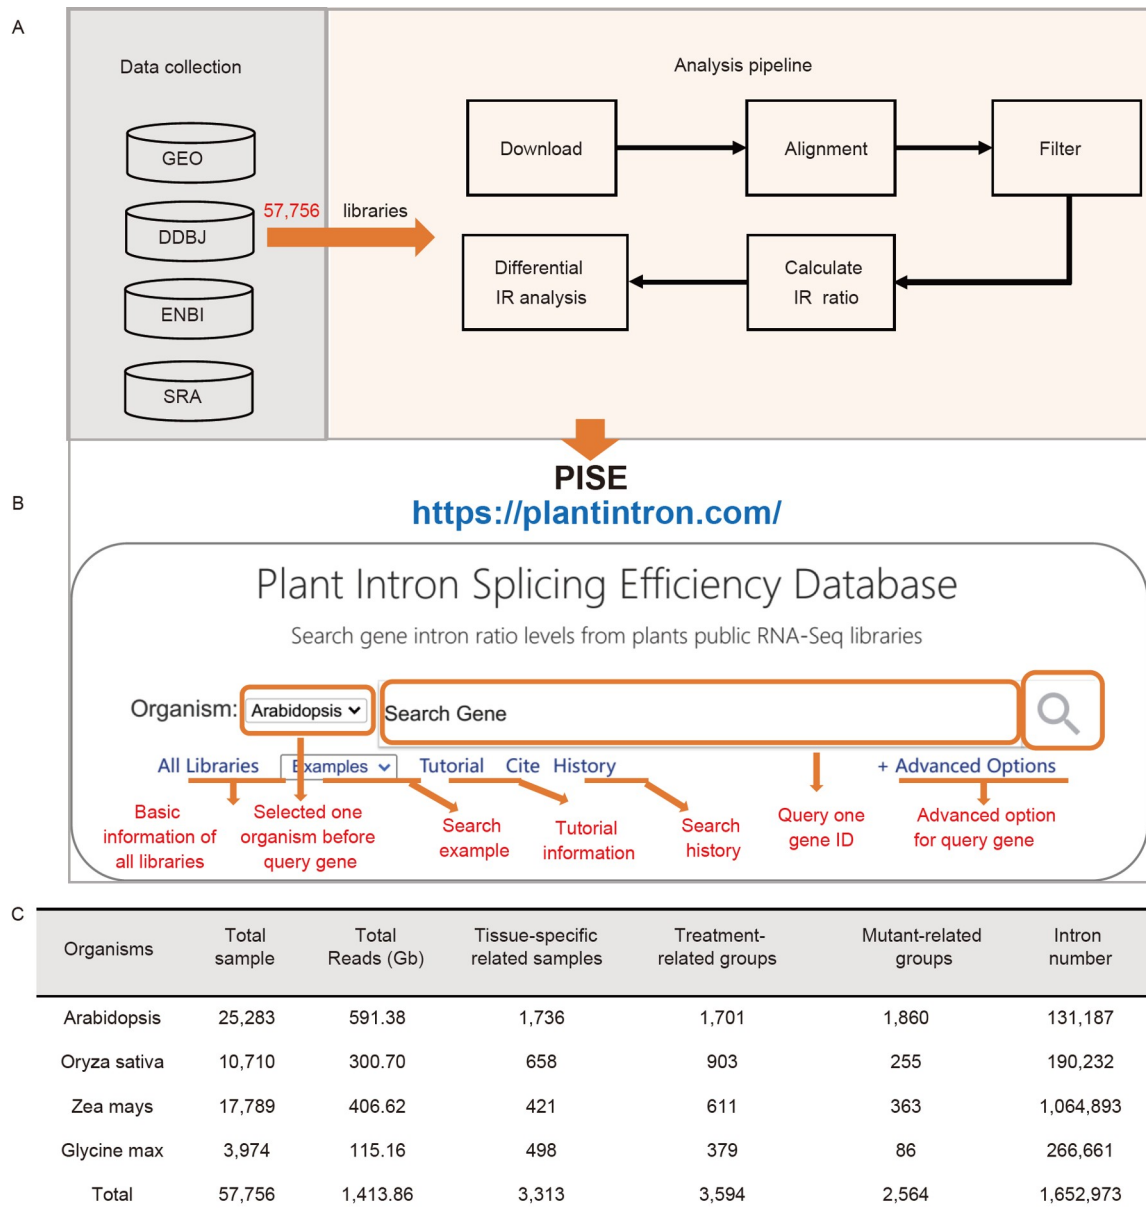 A
Data collection
GEO
DDBJ
ENBI
SRA
57,756 libraries
Analysis pipeline
Download
Alignment
Filter
Differential
IR analysis
Calculate
IR ratio
PISE
B
https://plantintron.com/
Plant Intron Splicing Efficiency Database
Search gene intron ratio levels from plants public RNA-Seq libraries
Organism: Arabidopsis Search Gene
All Libraries Examples Tutorial Cite History + Advanced Options
Basic
information of
all libraries
Selected one
organism before
query gene
Search
example
Tutorial
information
Search
history
Query one
gene ID
Advanced option
for query gene
C
Organisms Total sample Total Reads (Gb) Tissue-specific related samples Treatment-related groups Mutant-related groups Intron number
Arabidopsis 25,283 591.38 1,736 1,701 1,860 131,187
Oryza sativa 10,710 300.70 658 903 255 190,232
Zea mays 17,789 406.62 421 611 363 1,064,893
Glycine max 3,974 115.16 498 379 86 266,661
Total 57,756 1,413.86 3,313 3,594 2,564 1,652,973